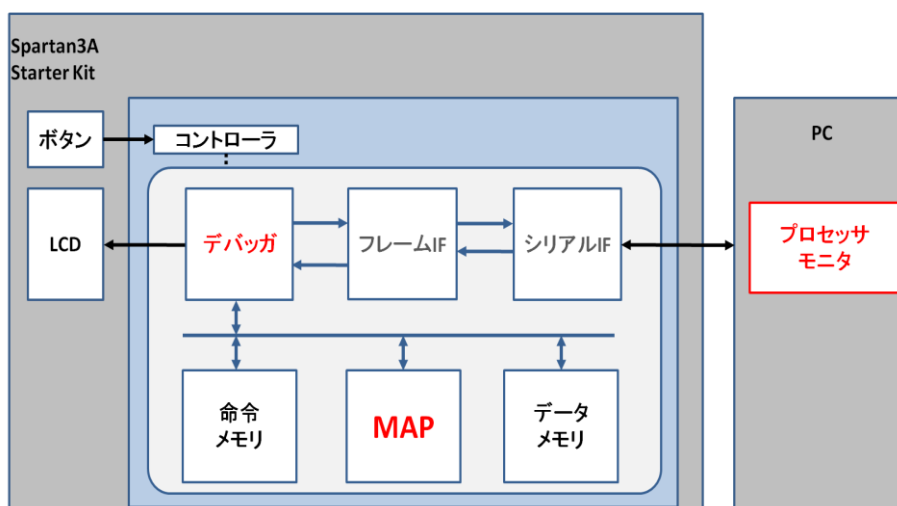 Spartan3A
Starter Kit
PC
ボタン
コントローラ
LCD
デバッガ
フレームIF
シリアルIF
プロセッサ
モニタ
命令
メモリ
MAP
データ
メモリ